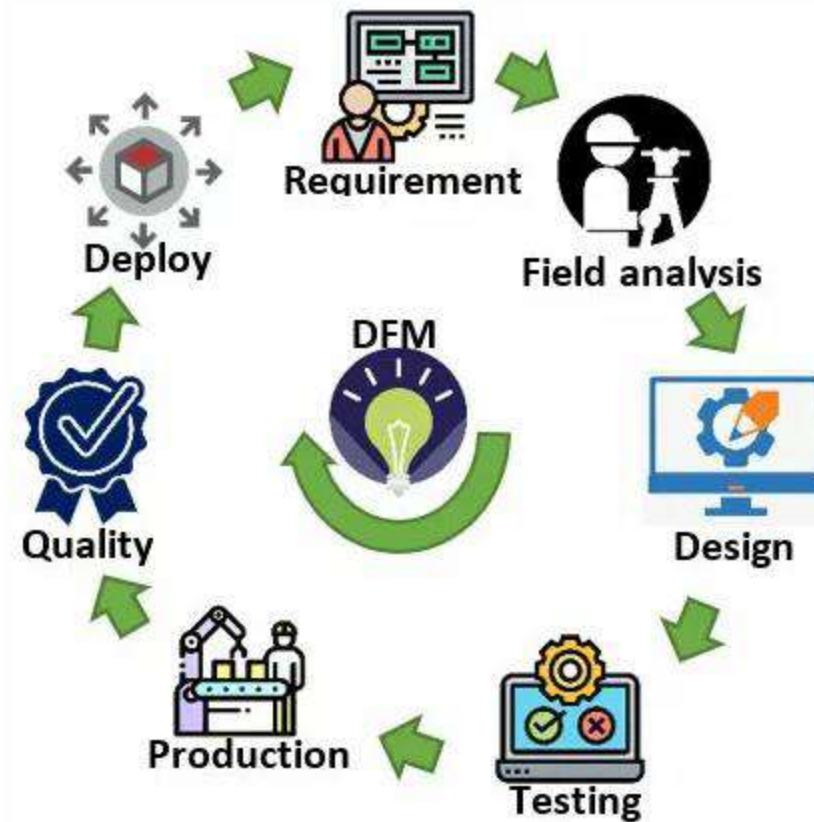 Requirement
Field analysis
Design
Testing
Production
Quality
Deploy
DFM